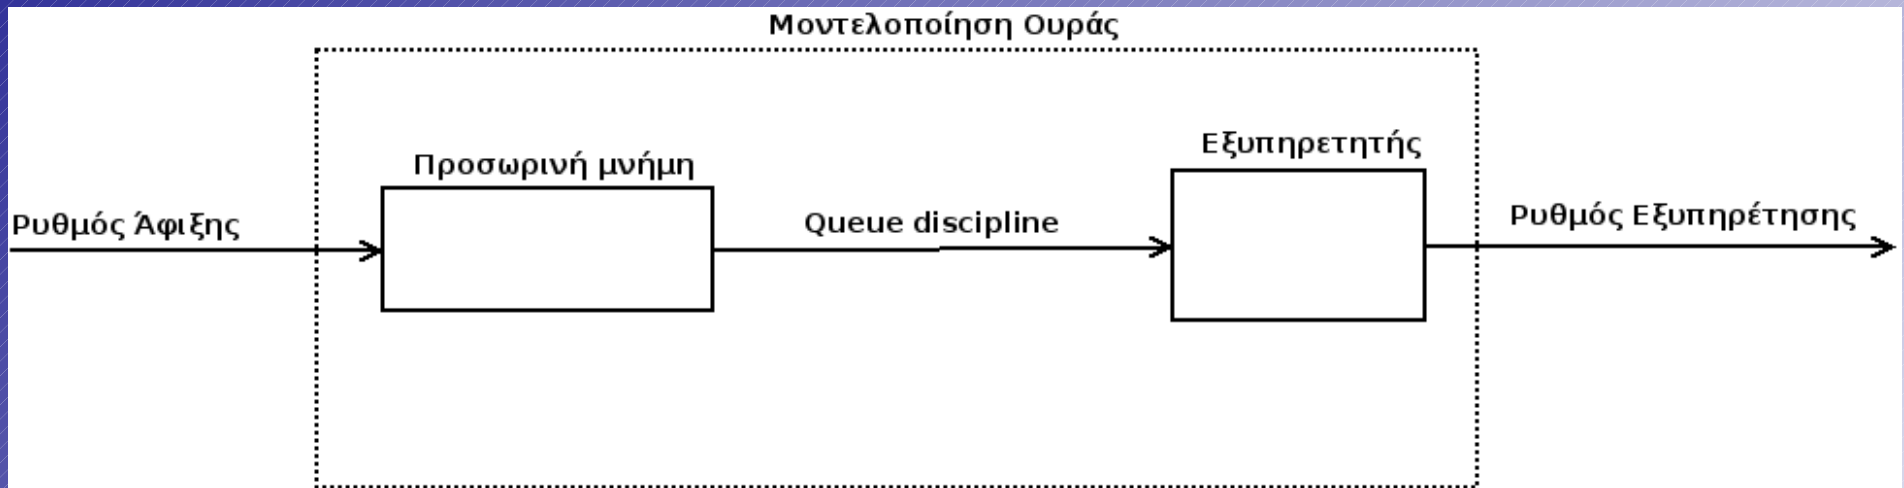 Μοντελοποίηση Ουράς
Ρυθμός Άφιξης
Προσωρινή μνήμη
Queue discipline
Εξυπηρετητής
Ρυθμός Εξυπηρέτησης